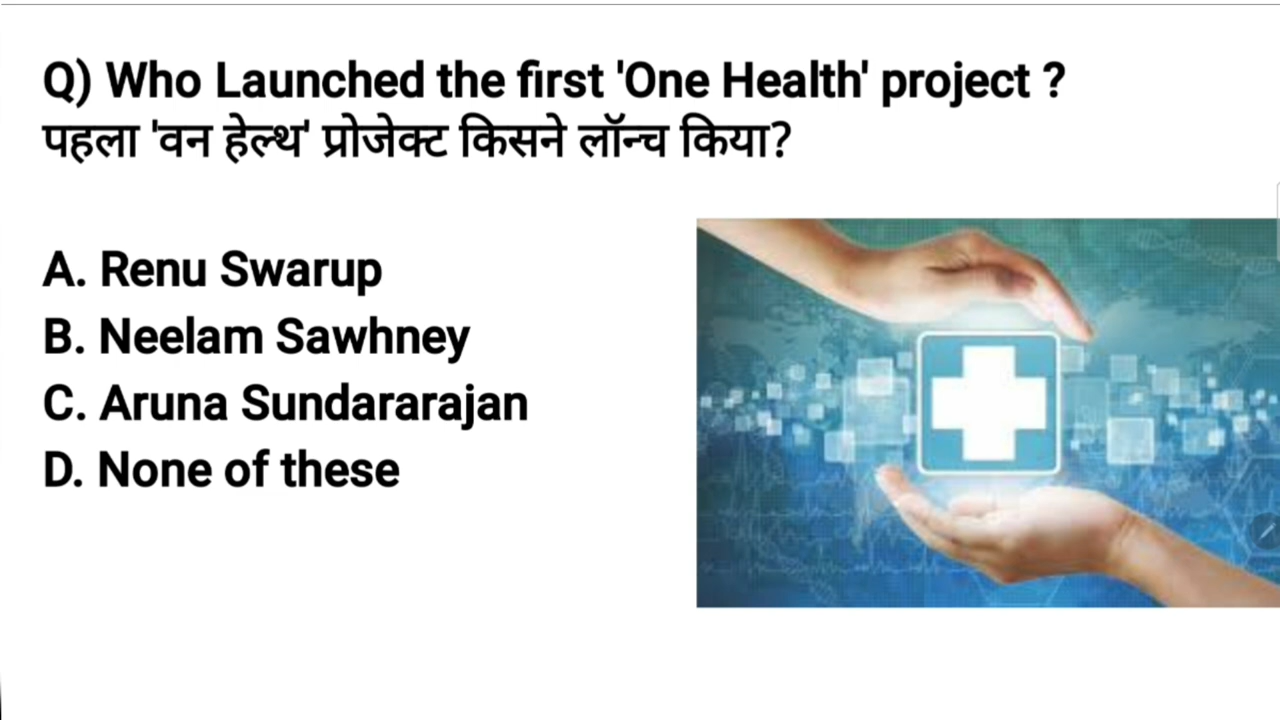 Q) Who Launched the first 'One Health' project ?
पहला 'वन हेल्थ' प्रोजेक्ट किसने लॉन्च किया?
A. Renu Swarup
B. Neelam Sawhney
C. Aruna Sundararajan
D. None of these